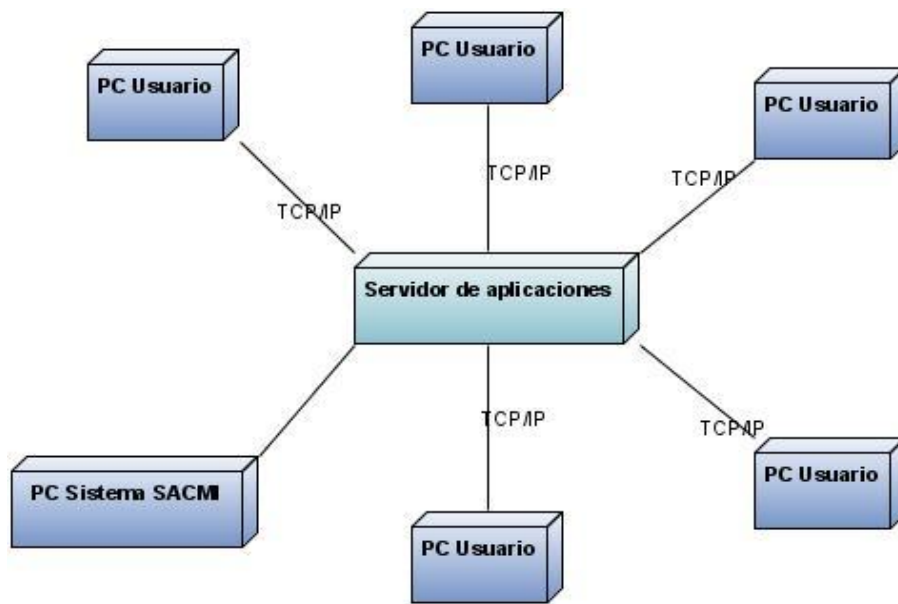 PC Usuario
PC Usuario
PC Usuario
TCP/IP
TCP/IP
TCP/IP
Servidor de aplicaciones
TCP/IP
TCP/IP
PC Sistema SACMI
PC Usuario
PC Usuario